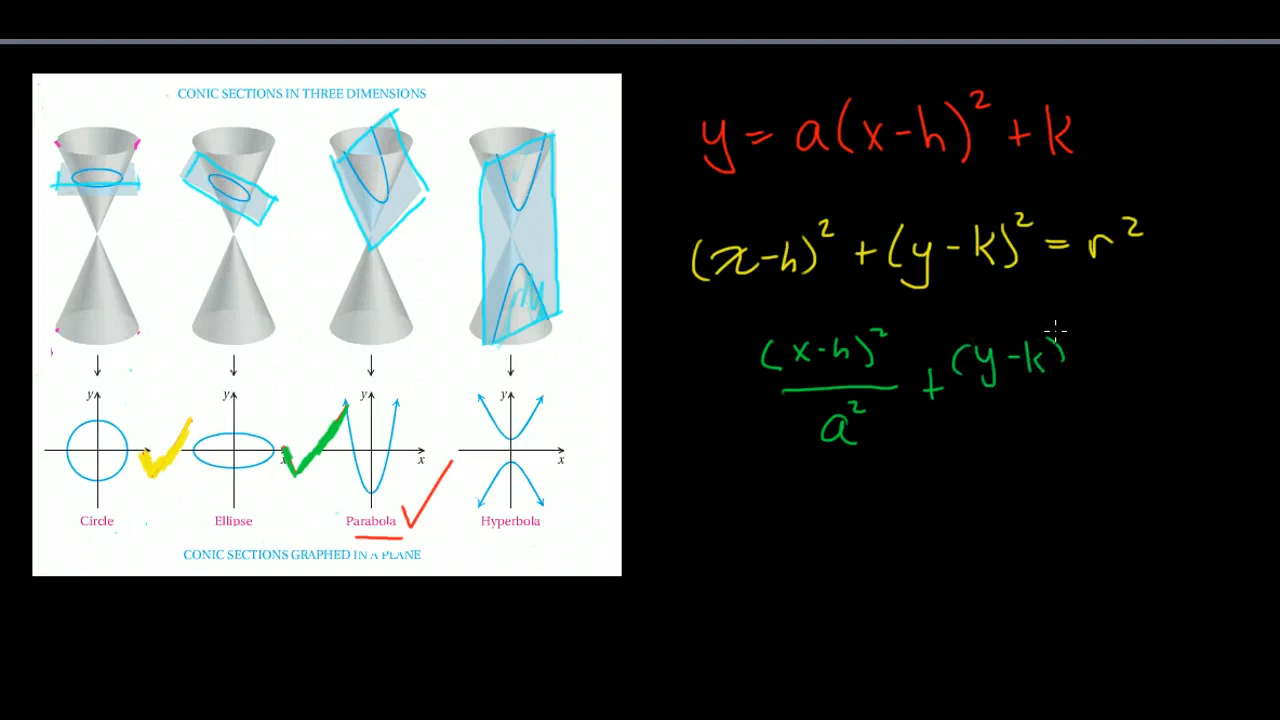 CONIC SECTIONS IN THREE DIMENSIONS
y y y y
x x x
Circle Ellipse Parabola Hyperbola
CONIC SECTIONS GRAPHED IN A PLANE
y = a(x-h)² + k
(x-h)² + (y-k)² = r²
(x-h)² + (y-k)
a²